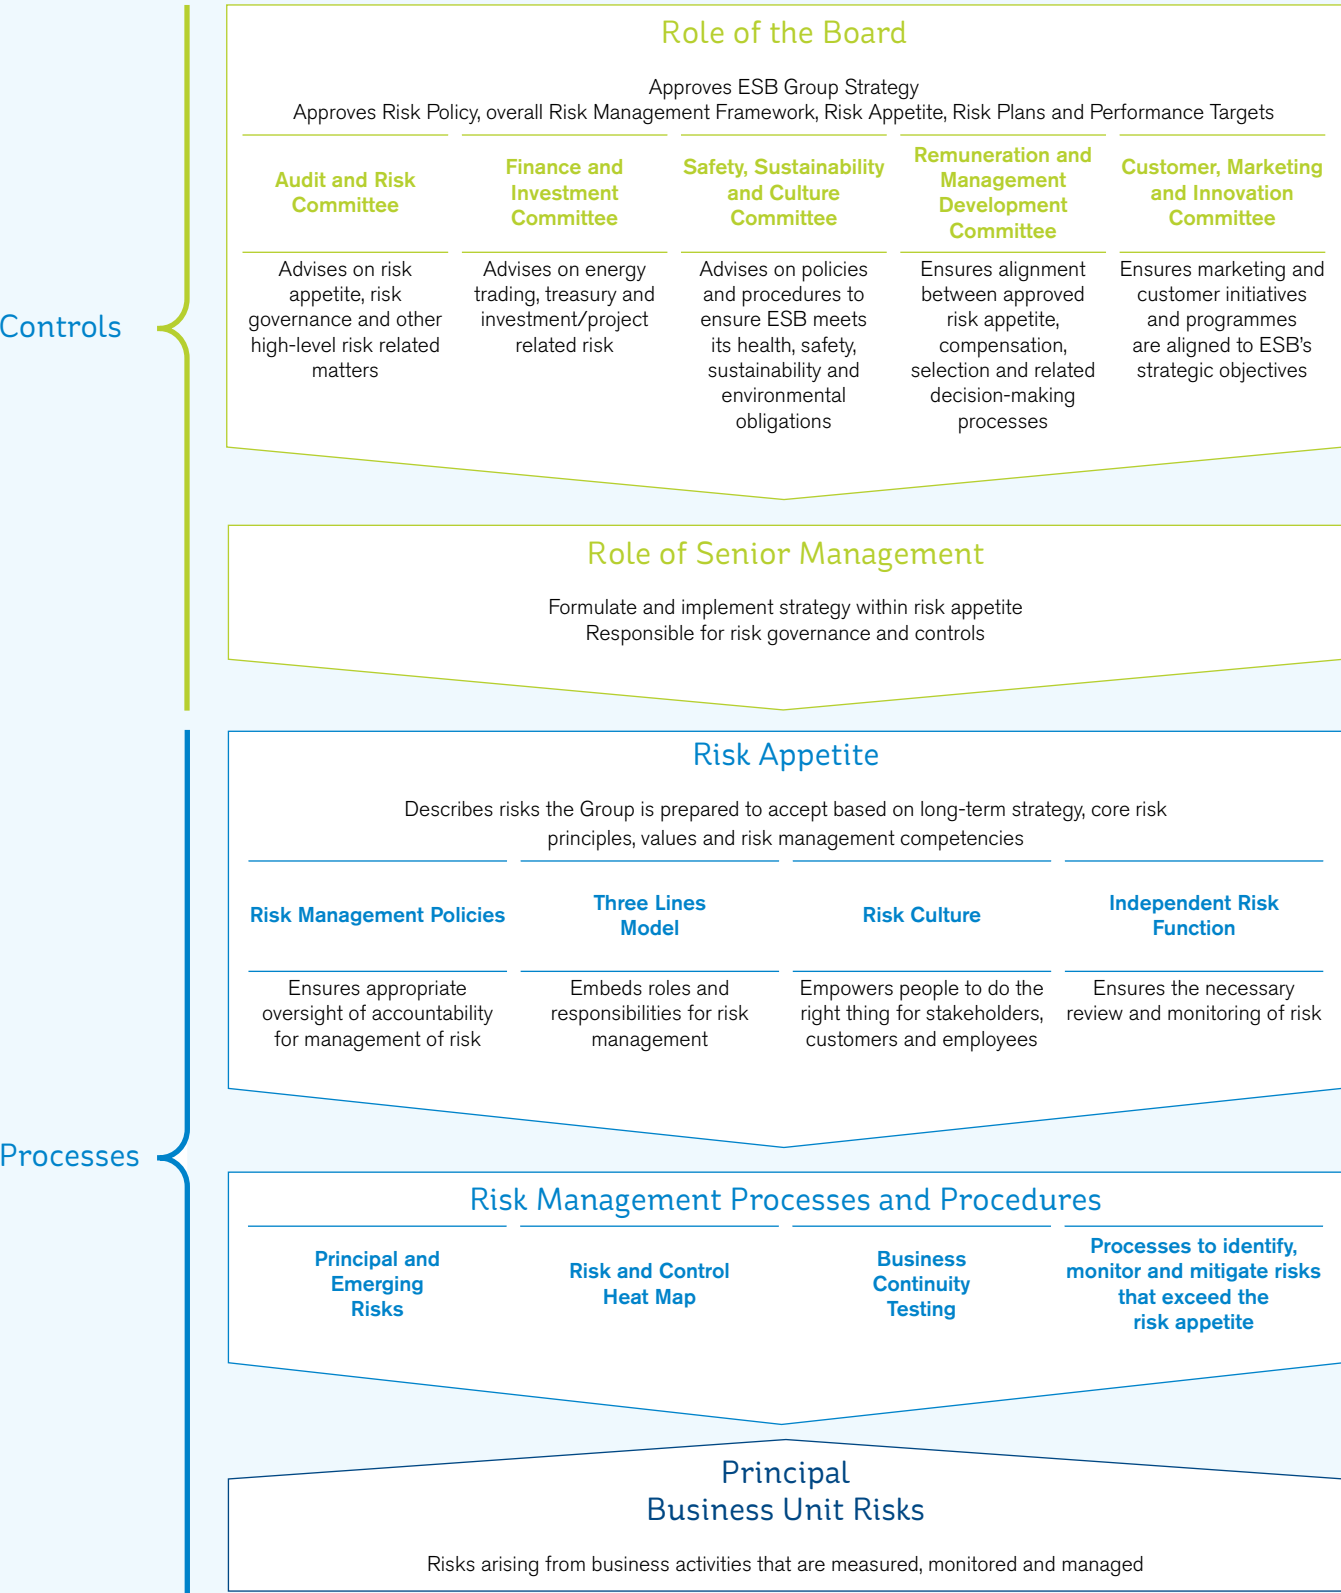 Role of the Board
Approves ESB Group Strategy
Approves Risk Policy, overall Risk Management Framework, Risk Appetite, Risk Plans and Performance Targets
Audit and Risk
Committee
Advises on risk
appetite, risk
governance and other
high-level risk related
matters
Finance and
Investment
Committee
Advises on energy
trading, treasury and
investment/project
related risk
Safety, Sustainability
and Culture
Committee
Advises on policies
and procedures to
ensure ESB meets
its health, safety,
sustainability and
environmental
obligations
Remuneration and
Management
Development
Committee
Ensures alignment
between approved
risk appetite,
compensation,
selection and related
decision-making
processes
Customer, Marketing
and Innovation
Committee
Ensures marketing and
customer initiatives
and programmes
are aligned to ESB's
strategic objectives
Controls
Role of Senior Management
Formulate and implement strategy within risk appetite
Responsible for risk governance and controls
Risk Appetite
Describes risks the Group is prepared to accept based on long-term strategy, core risk
principles, values and risk management competencies
Risk Management Policies
Ensures appropriate
oversight of accountability
for management of risk
Three Lines
Model
Embeds roles and
responsibilities for risk
management
Risk Culture
Empowers people to do the
right thing for stakeholders,
customers and employees
Independent Risk
Function
Ensures the necessary
review and monitoring of risk
Processes
Risk Management Processes and Procedures
Principal and
Emerging
Risks
Risk and Control
Heat Map
Business
Continuity
Testing
Processes to identify,
monitor and mitigate risks
that exceed the
risk appetite
Principal
Business Unit Risks
Risks arising from business activities that are measured, monitored and managed